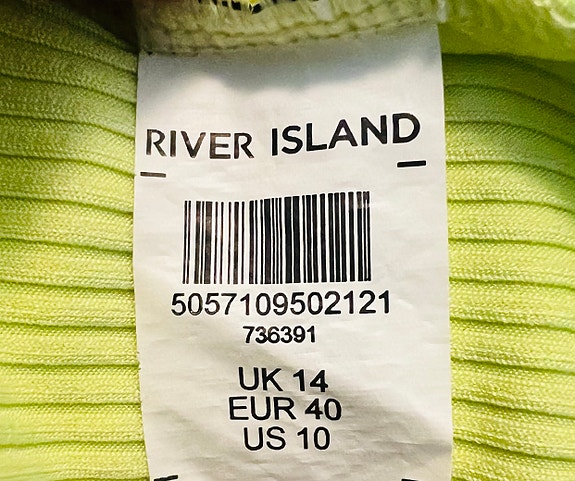 RIVER ISLAND
5057109502121
736391
UK 14
EUR 40
US 10